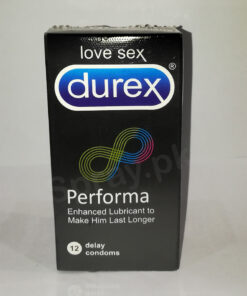 love sex
durex®
Performa
Enhanced Lubricant to
Make Him Last Longer
12 delay
condoms